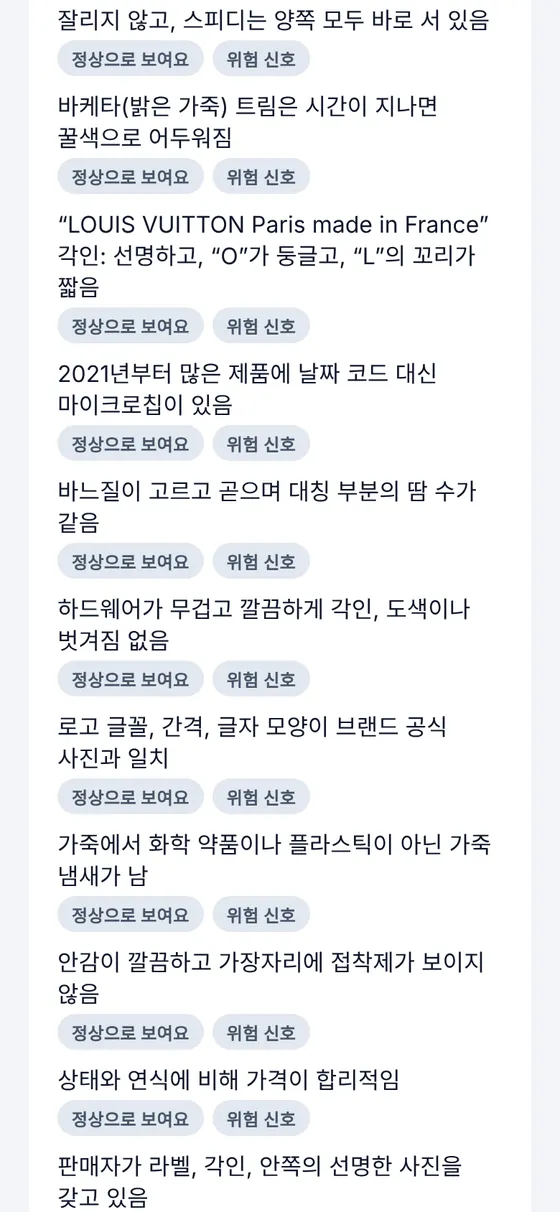 잘리지 않고, 스피디는 양쪽 모두 바로 서 있음
정상으로 보여요 위험 신호
바케타(밝은 가죽) 트림은 시간이 지나면
꿀색으로 어두워짐
정상으로 보여요 위험 신호
“LOUIS VUITTON Paris made in France”
각인: 선명하고, “O”가 둥글고, “L”의 꼬리가
짧음
정상으로 보여요 위험 신호
2021년부터 많은 제품에 날짜 코드 대신
마이크로칩이 있음
정상으로 보여요 위험 신호
바느질이 고르고 곧으며 대칭 부분의 땀 수가
같음
정상으로 보여요 위험 신호
하드웨어가 무겁고 깔끔하게 각인, 도색이나
벗겨짐 없음
정상으로 보여요 위험 신호
로고 글꼴, 간격, 글자 모양이 브랜드 공식
사진과 일치
정상으로 보여요 위험 신호
가죽에서 화학 약품이나 플라스틱이 아닌 가죽
냄새가 남
정상으로 보여요 위험 신호
안감이 깔끔하고 가장자리에 접착제가 보이지
않음
정상으로 보여요 위험 신호
상태와 연식에 비해 가격이 합리적임
정상으로 보여요 위험 신호
판매자가 라벨, 각인, 안쪽의 선명한 사진을
갖고 있음